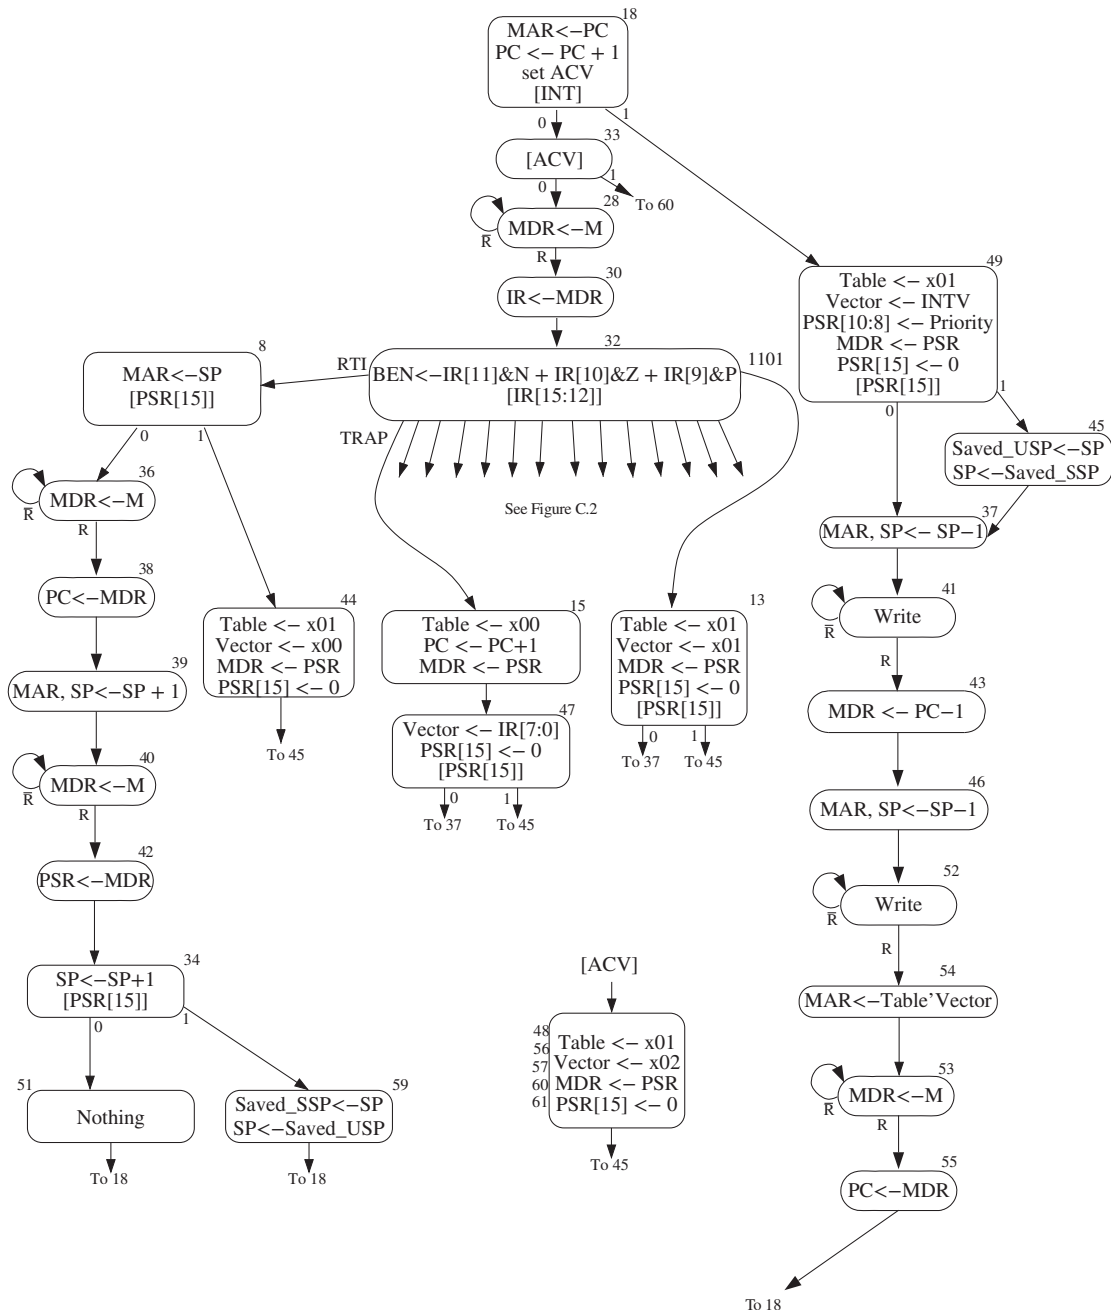 18
MAR<−PC
PC <− PC + 1
set ACV
[INT]
0
1
33
[ACV]
0
1
To 60
28
MDR<−M
R̅
R
30
IR<−MDR
32
BEN<−IR[11]&N + IR[10]&Z + IR[9]&P
[IR[15:12]]
RTI
TRAP
1101
See Figure C.2
8
MAR<−SP
[PSR[15]]
0
1
36
MDR<−M
R̅
R
38
PC<−MDR
39
MAR, SP<−SP + 1
40
MDR<−M
R̅
R
42
PSR<−MDR
34
SP<−SP+1
[PSR[15]]
0
1
51
Nothing
To 18
59
Saved_SSP<−SP
SP<−Saved_USP
To 18
44
Table <− x01
Vector <− x00
MDR <− PSR
PSR[15] <− 0
To 45
15
Table <− x00
PC <− PC+1
MDR <− PSR
47
Vector <− IR[7:0]
PSR[15] <− 0
[PSR[15]]
0
1
To 37
To 45
13
Table <− x01
Vector <− x01
MDR <− PSR
PSR[15] <− 0
[PSR[15]]
0
1
To 37
To 45
[ACV]
48
56
57
60
61
Table <− x01
Vector <− x02
MDR <− PSR
PSR[15] <− 0
To 45
49
Table <− x01
Vector <− INTV
PSR[10:8] <− Priority
MDR <− PSR
PSR[15] <− 0
[PSR[15]]
0
1
45
Saved_USP<−SP
SP<−Saved_SSP
37
MAR, SP<− SP−1
41
Write
R̅
R
43
MDR <− PC−1
46
MAR, SP<−SP−1
52
Write
R̅
R
54
MAR<−Table’Vector
53
MDR<−M
R̅
R
55
PC<−MDR
To 18